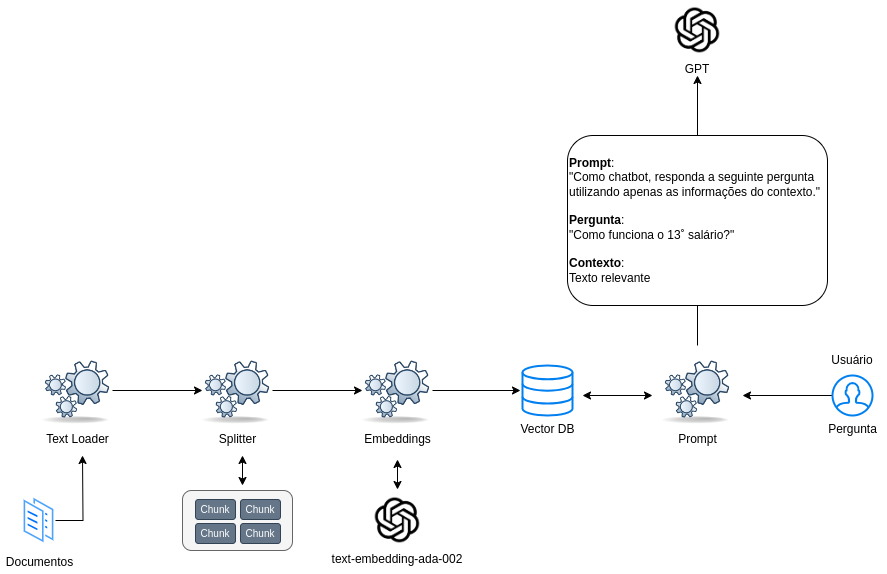 GPT
Prompt:
"Como chatbot, responda a seguinte pergunta
utilizando apenas as informações do contexto."
Pergunta:
"Como funciona o 13˚ salário?"
Contexto:
Texto relevante
Usuário
Text Loader
Splitter
Embeddings
Vector DB
Prompt
Pergunta
Chunk Chunk
Chunk Chunk
Documentos
text-embedding-ada-002